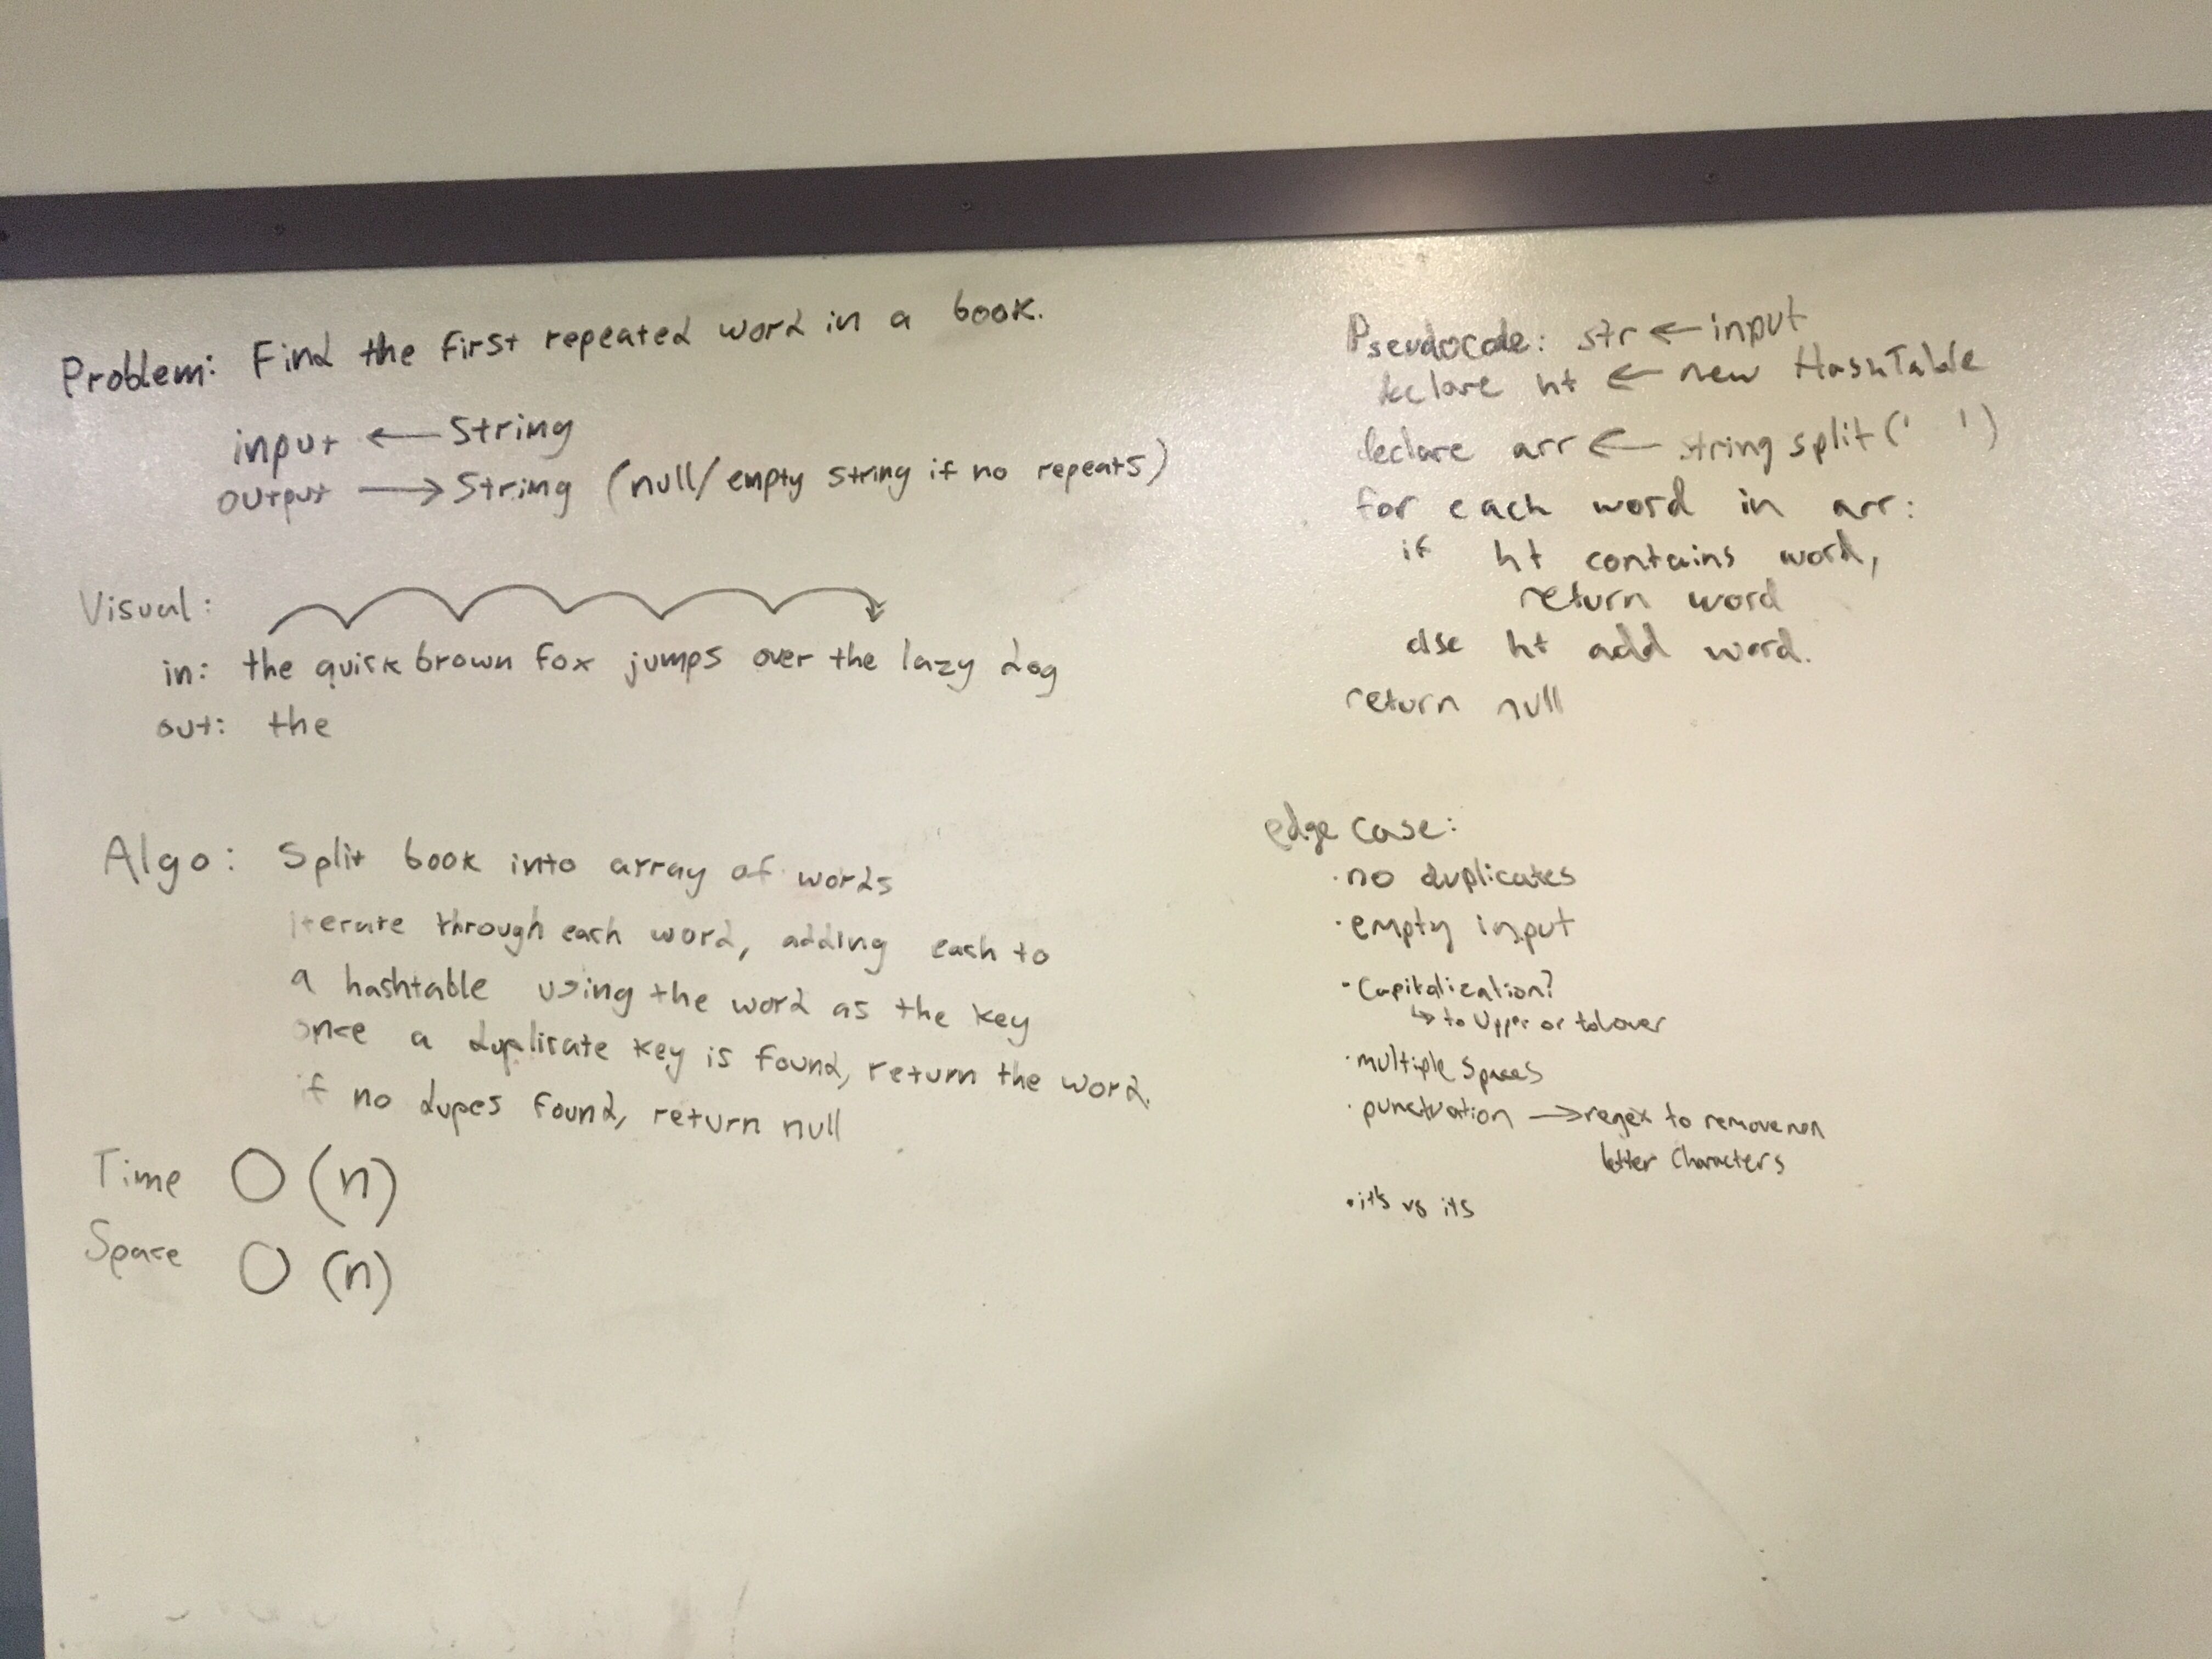 Problem: Find the first repeated word in a book.
input ← String
output → String (null/empty string if no repeats)
Visual:
in: the quick brown fox jumps over the lazy dog
out: the
Algo: Split book into array of words
iterate through each word, adding each to
a hashtable using the word as the key
once a duplicate key is found, return the word.
if no dupes found, return null
Time O(n)
Space O(n)
Pseudocode: str ← input
declare ht ← new HashTable
declare arr ← string split(' ')
for each word in arr:
if ht contains word,
return word
else ht add word.
return null
edge case:
· no duplicates
· empty input
· Capitalization?
↳ to Upper or toLower
· multiple spaces
· punctuation → regex to remove non
letter characters
· it's vs its